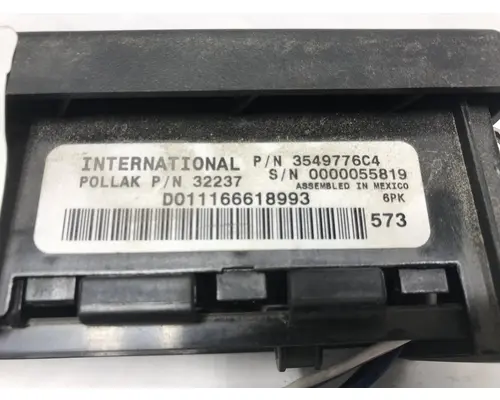 INTERNATIONAL P/N 3549776C4
POLLAK P/N 32237 S/N 0000055819
ASSEMBLED IN MEXICO
D011166618993 6PK
573